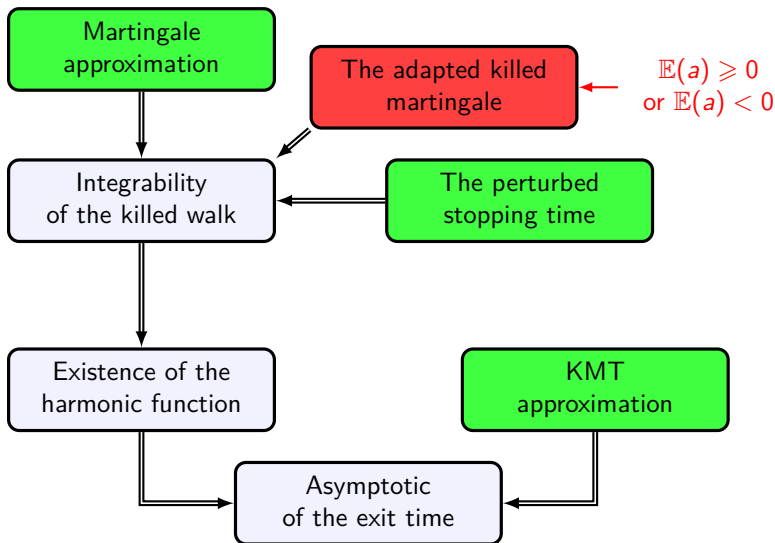 Martingale
approximation
The adapted killed
martingale
𝔼(a) ⩾ 0
or 𝔼(a) < 0
Integrability
of the killed walk
The perturbed
stopping time
Existence of the
harmonic function
KMT
approximation
Asymptotic
of the exit time